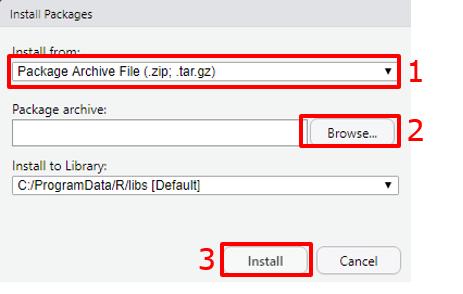 Install Packages
Install from:
Package Archive File (.zip; .tar.gz)
1
Package archive:
Browse...
2
Install to Library:
C:/ProgramData/R/libs [Default]
3
Install
Cancel